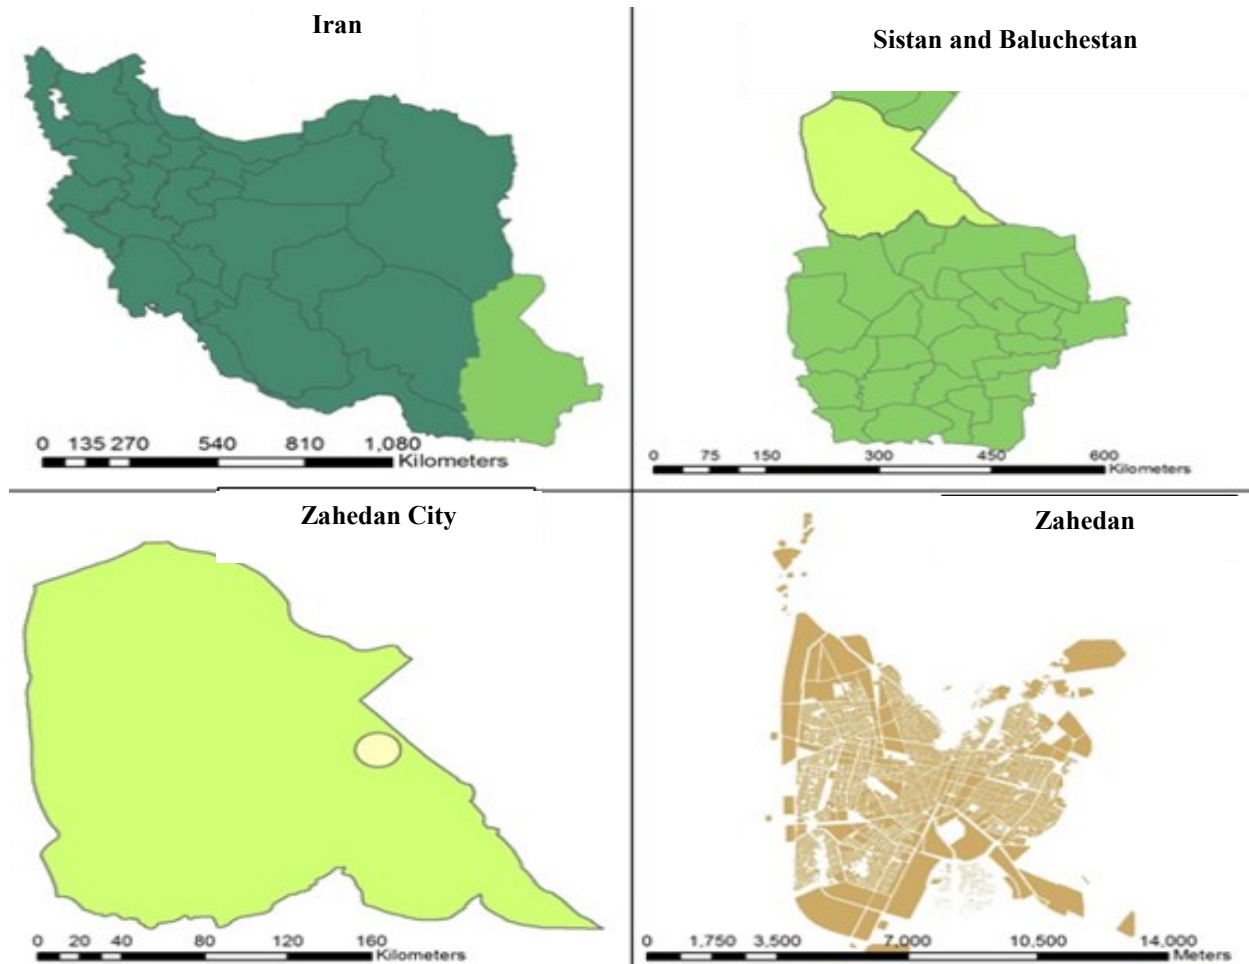 Iran
0 135 270 540 810 1,080
Kilometers
Sistan and Baluchestan
0 75 150 300 450 600
Kilometers
Zahedan City
0 20 40 80 120 160
Kilometers
Zahedan
0 1,750 3,500 7,000 10,500 14,000
Meters